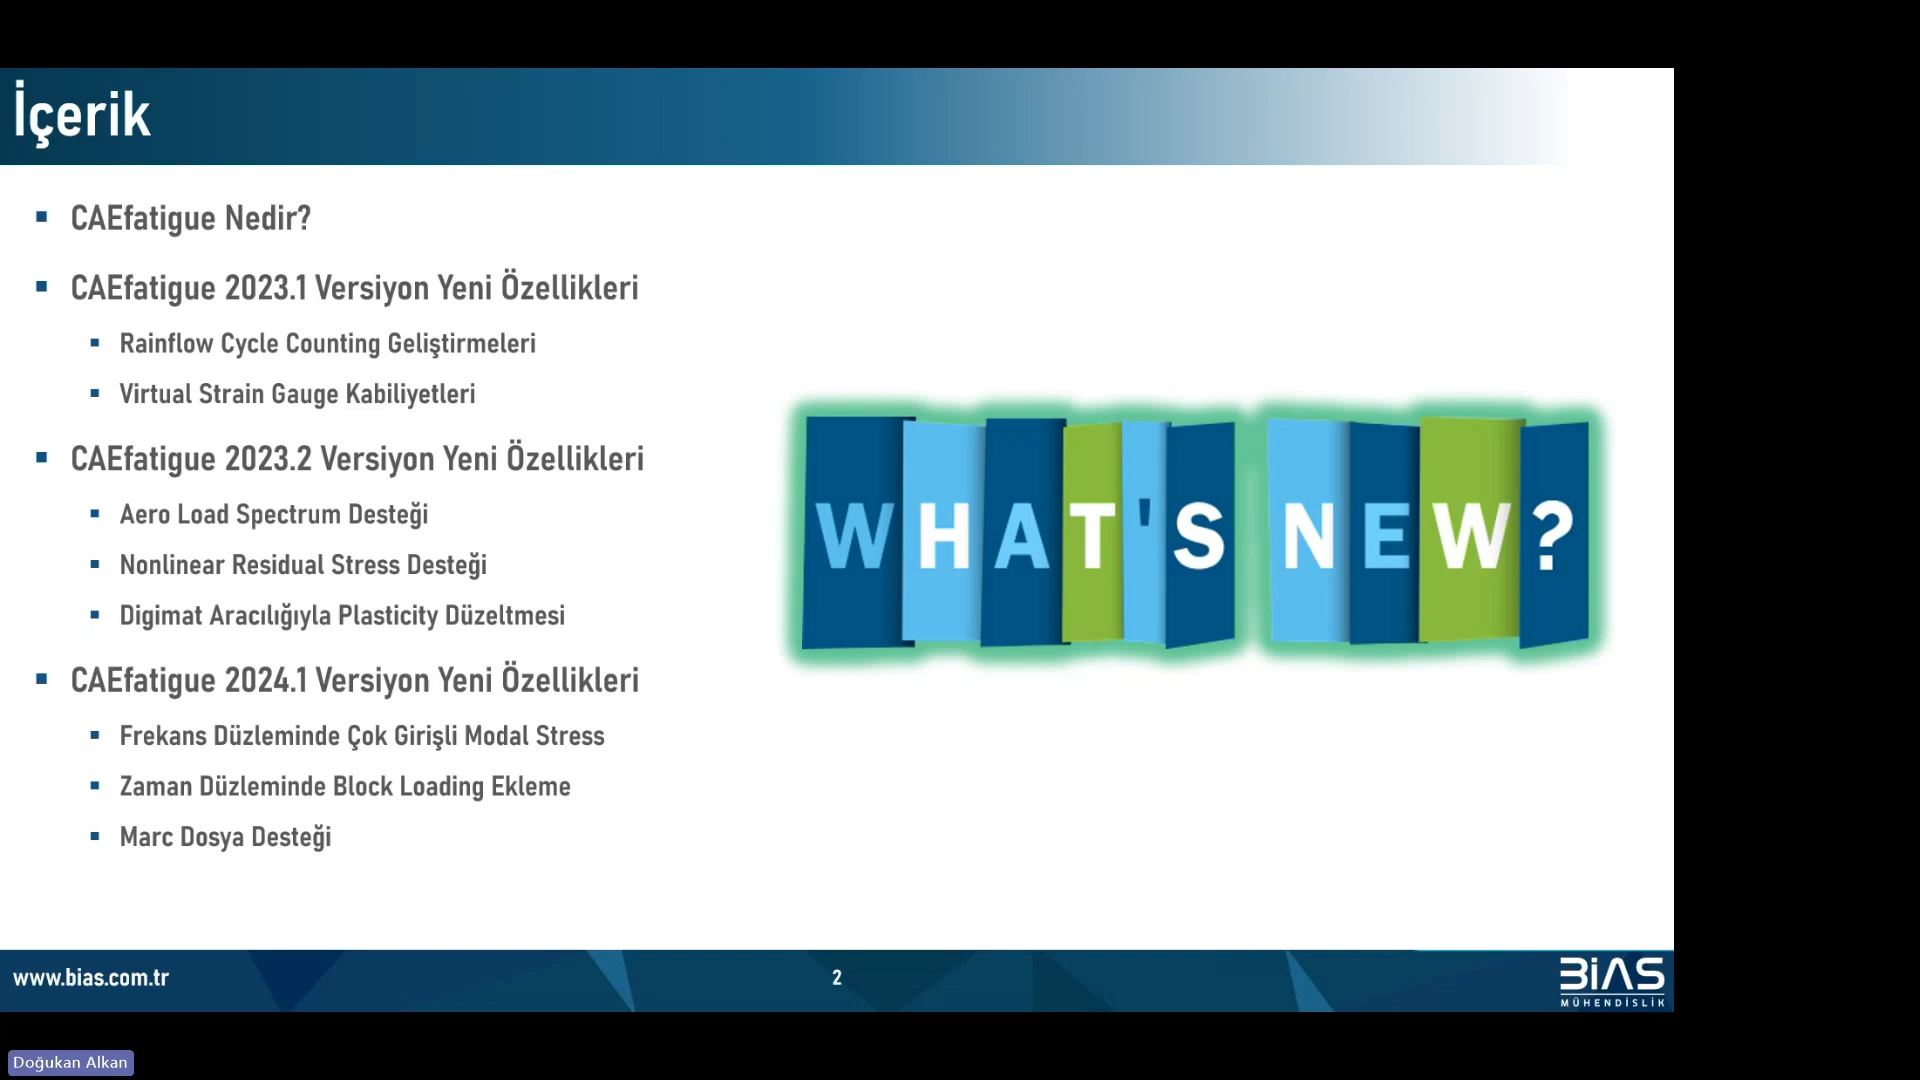 İçerik
CAEfatigue Nedir?
CAEfatigue 2023.1 Versiyon Yeni Özellikleri
Rainflow Cycle Counting Geliştirmeleri
Virtual Strain Gauge Kabiliyetleri
CAEfatigue 2023.2 Versiyon Yeni Özellikleri
Aero Load Spectrum Desteği
Nonlinear Residual Stress Desteği
Digimat Aracılığıyla Plasticity Düzeltmesi
CAEfatigue 2024.1 Versiyon Yeni Özellikleri
Frekans Düzleminde Çok Girişli Modal Stress
Zaman Düzleminde Block Loading Ekleme
Marc Dosya Desteği
WHAT'S NEW?
www.bias.com.tr
2
BİAS
MÜHENDİSLİK
Doğukan Alkan